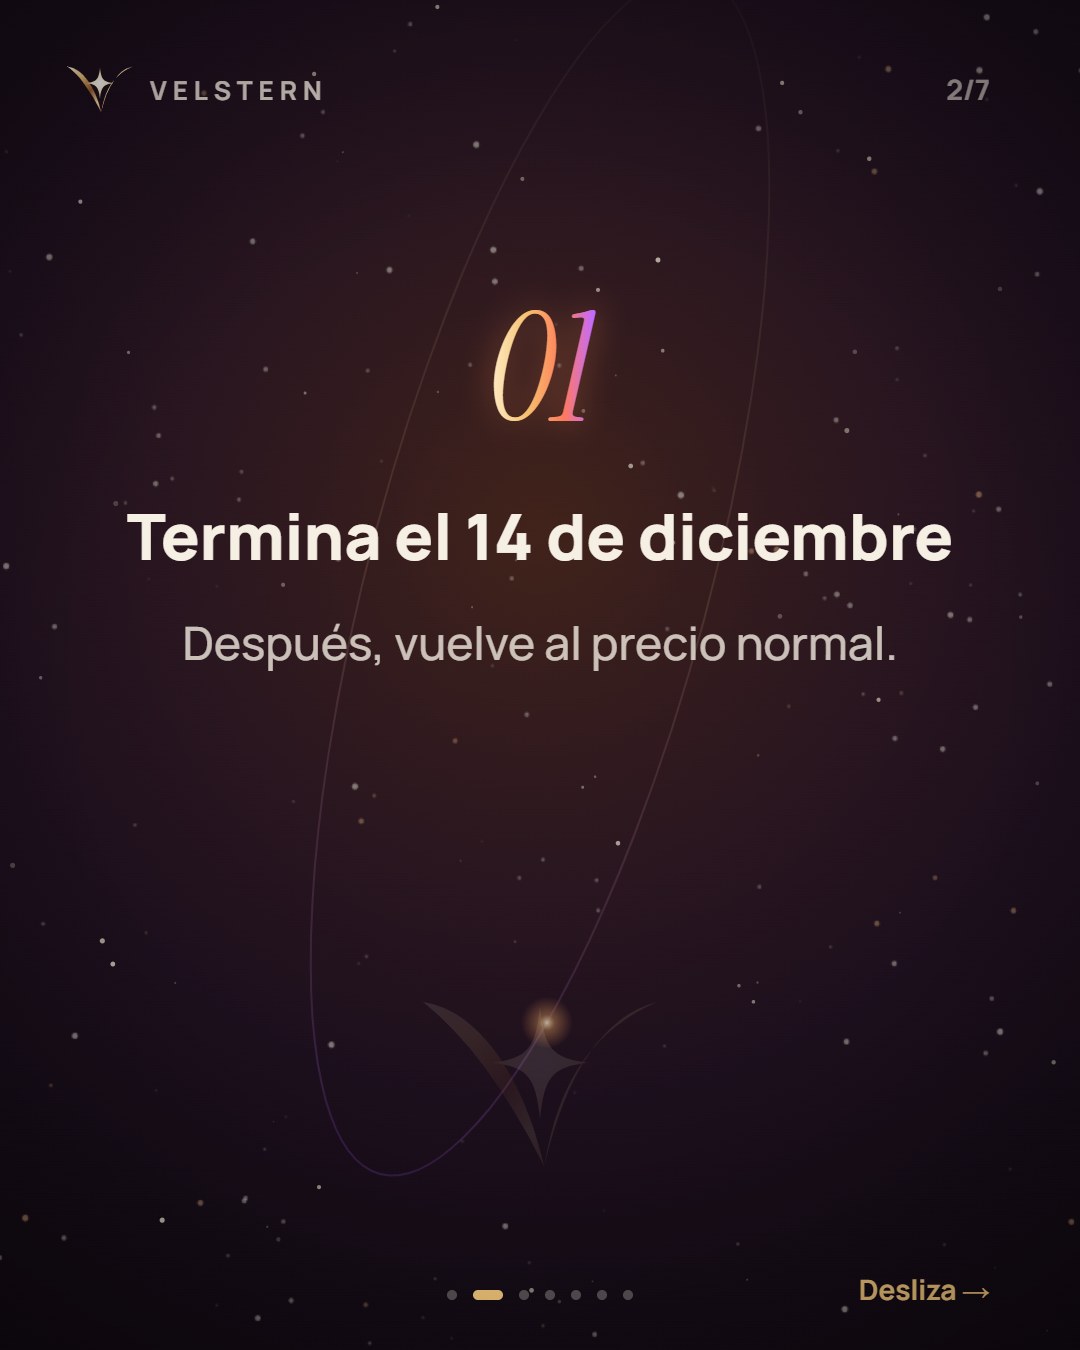 VELSTERN
2/7
01
Termina el 14 de diciembre
Después, vuelve al precio normal.
Desliza→